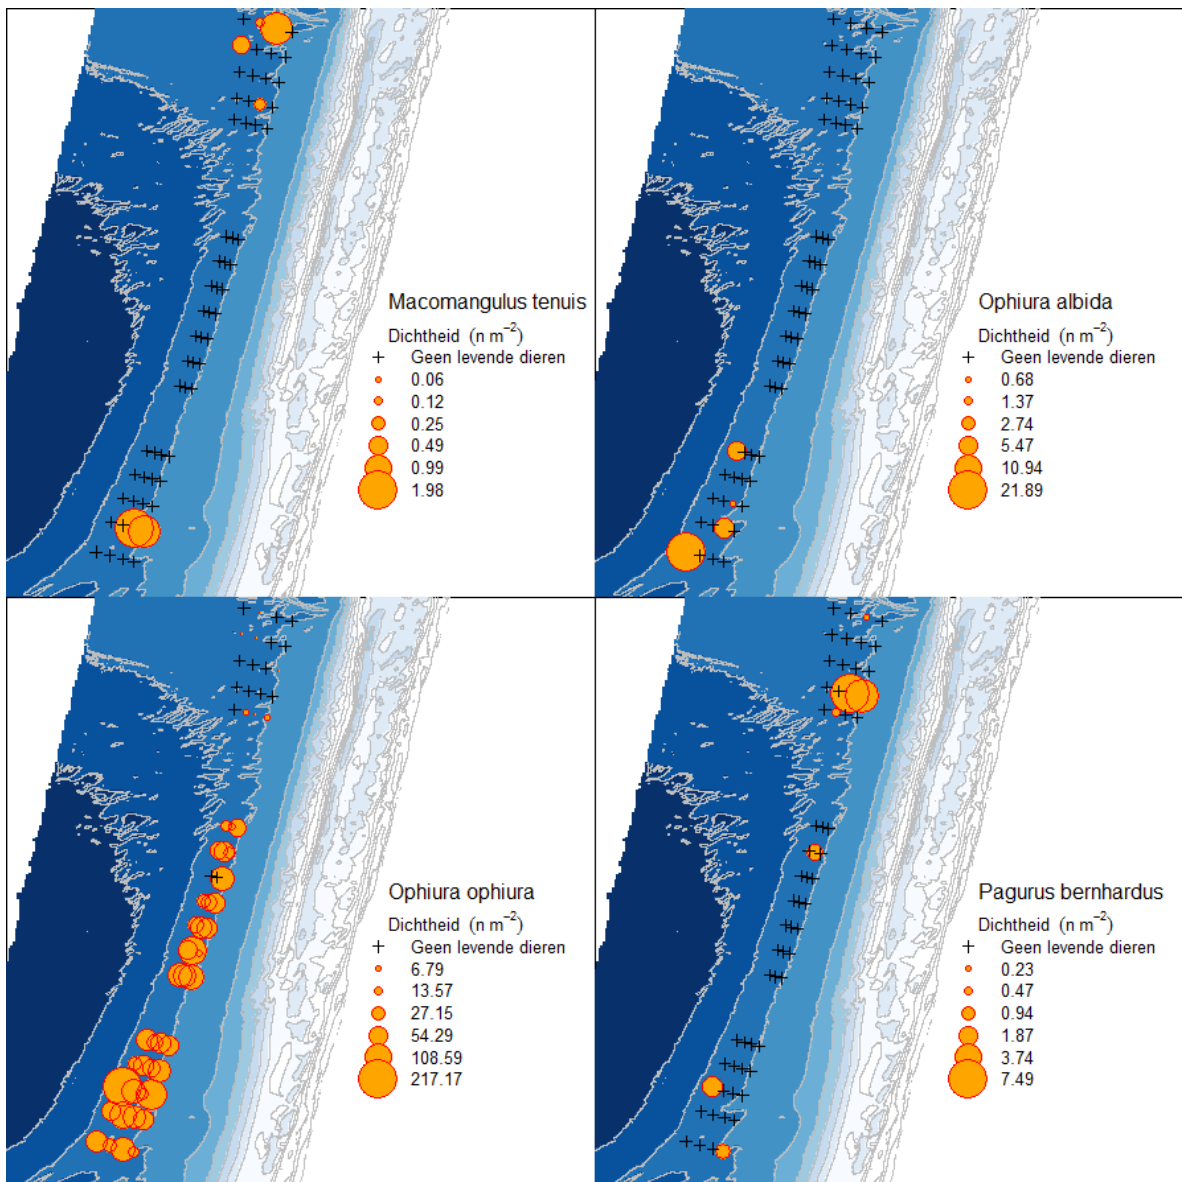 Macomangulus tenuis
Dichtheid (n m⁻²)
Geen levende dieren
0.06
0.12
0.25
0.49
0.99
1.98
Ophiura albida
Dichtheid (n m⁻²)
Geen levende dieren
0.68
1.37
2.74
5.47
10.94
21.89
Ophiura ophiura
Dichtheid (n m⁻²)
Geen levende dieren
6.79
13.57
27.15
54.29
108.59
217.17
Pagurus bernhardus
Dichtheid (n m⁻²)
Geen levende dieren
0.23
0.47
0.94
1.87
3.74
7.49